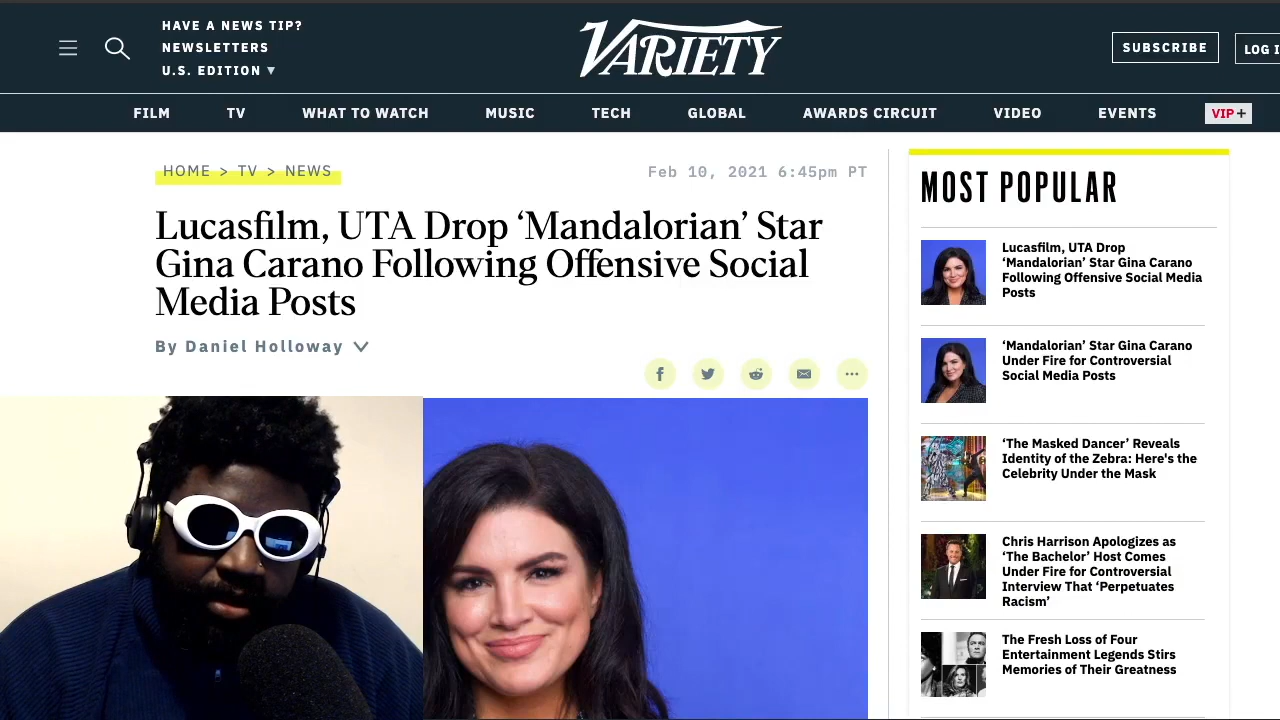 HAVE A NEWS TIP?
NEWSLETTERS
U.S. EDITION ▼
VARIETY
SUBSCRIBE
LOG I
FILM
TV
WHAT TO WATCH
MUSIC
TECH
GLOBAL
AWARDS CIRCUIT
VIDEO
EVENTS
VIP+
HOME > TV > NEWS
Feb 10, 2021 6:45pm PT
Lucasfilm, UTA Drop ‘Mandalorian’ Star
Gina Carano Following Offensive Social
Media Posts
By Daniel Holloway
MOST POPULAR
Lucasfilm, UTA Drop
‘Mandalorian’ Star Gina Carano
Following Offensive Social Media
Posts
‘Mandalorian’ Star Gina Carano
Under Fire for Controversial
Social Media Posts
‘The Masked Dancer’ Reveals
Identity of the Zebra: Here's the
Celebrity Under the Mask
Chris Harrison Apologizes as
‘The Bachelor’ Host Comes
Under Fire for Controversial
Interview That ‘Perpetuates
Racism’
The Fresh Loss of Four
Entertainment Legends Stirs
Memories of Their Greatness